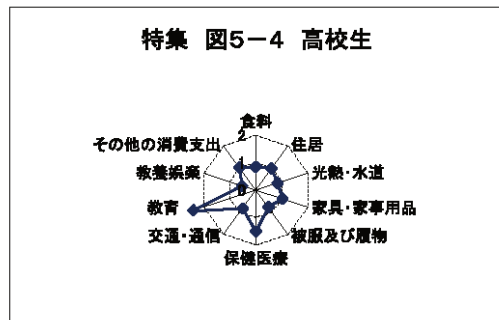 特集 図5-4 高校生
食料
その他の消費支出
住居
教養娯楽
光熱・水道
教育
家具・家事用品
交通・通信
被服及び履物
保健医療
2
1
0